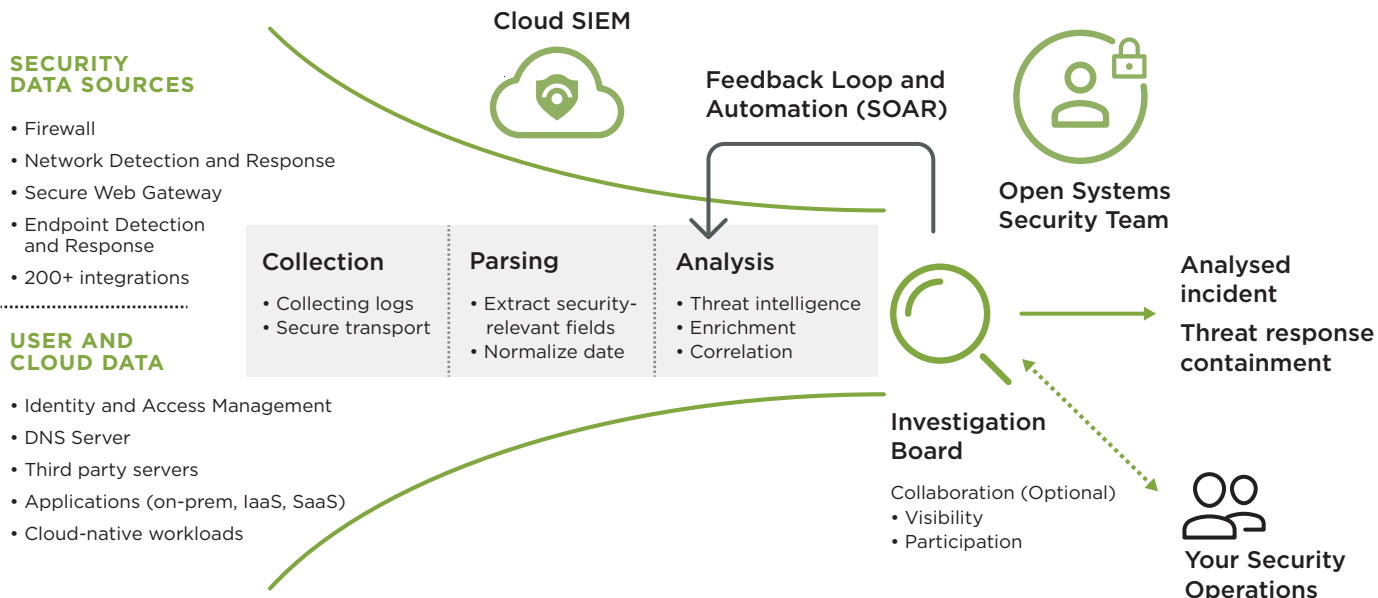 Cloud SIEM
SECURITY
DATA SOURCES
• Firewall
• Network Detection and Response
• Secure Web Gateway
• Endpoint Detection
and Response
• 200+ integrations
USER AND
CLOUD DATA
• Identity and Access Management
• DNS Server
• Third party servers
• Applications (on-prem, IaaS, SaaS)
• Cloud-native workloads
Collection
• Collecting logs
• Secure transport
Parsing
• Extract security-
relevant fields
• Normalize date
Analysis
• Threat intelligence
• Enrichment
• Correlation
Feedback Loop and
Automation (SOAR)
Open Systems
Security Team
Investigation
Board
Collaboration (Optional)
• Visibility
• Participation
Analysed
incident
Threat response
containment
Your Security
Operations